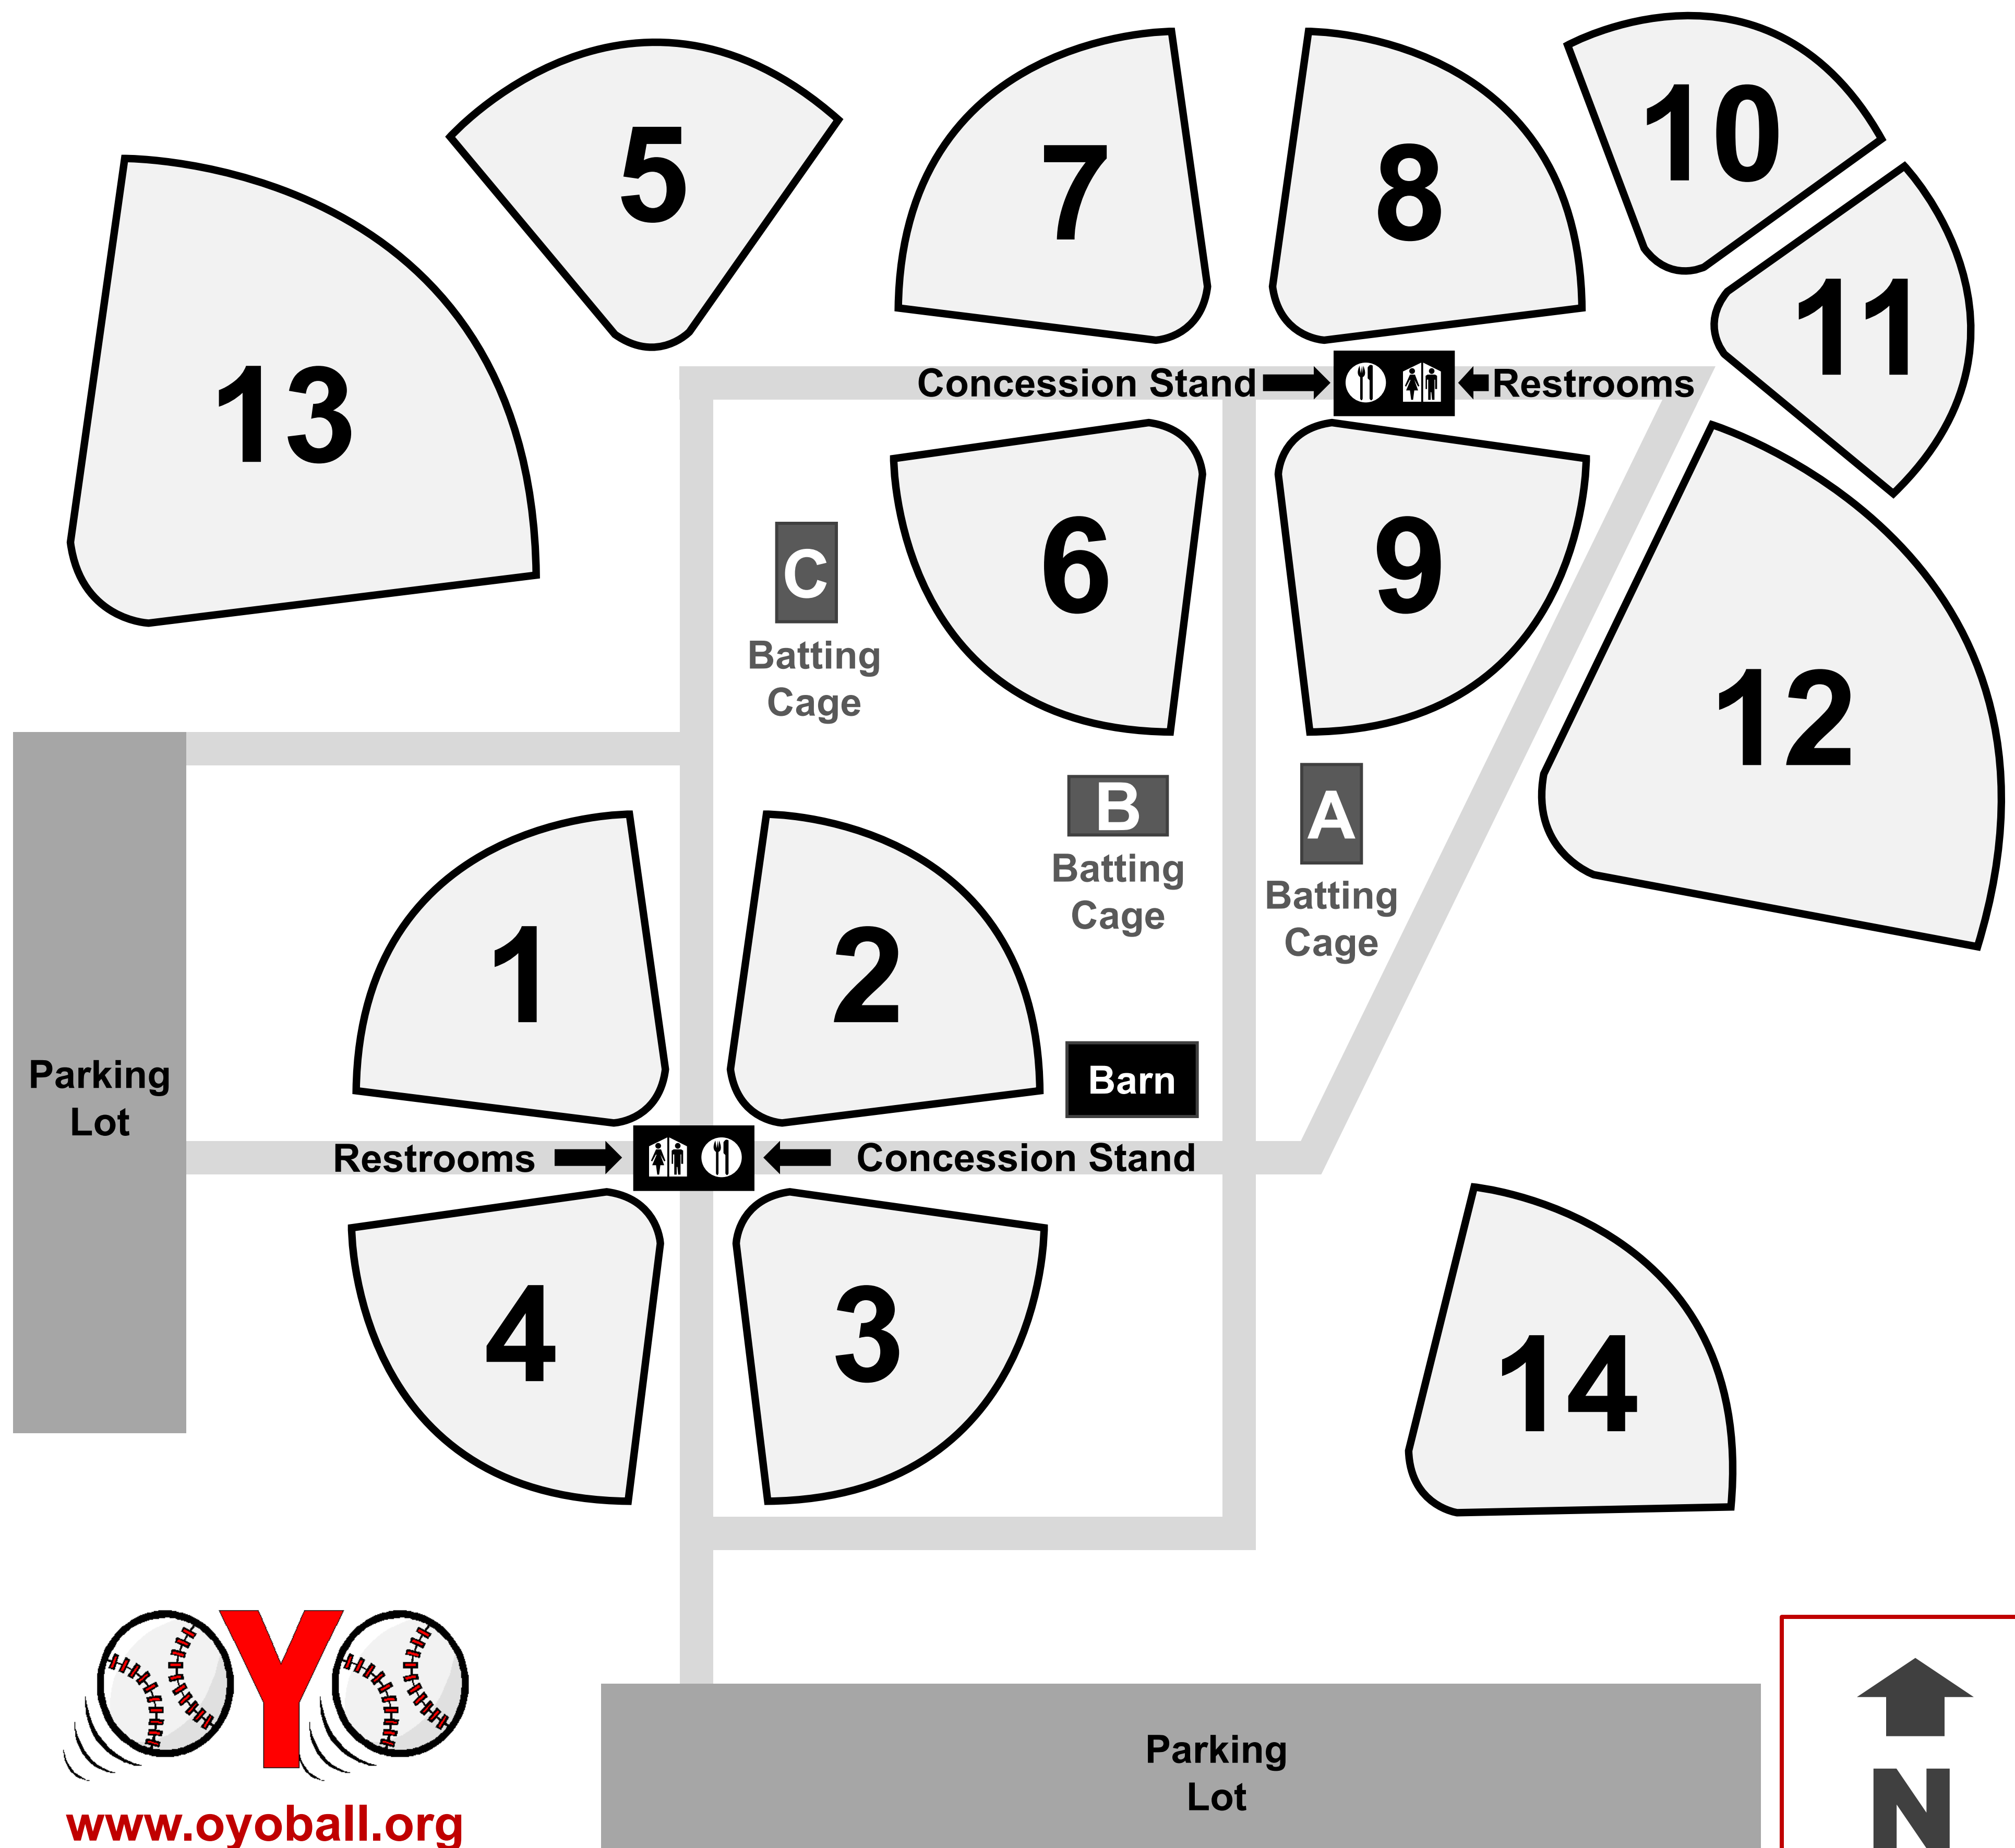 10
5
7
8
11
13
Concession Stand
Restrooms
6
9
C
Batting
Cage
12
B
Batting
Cage
A
Batting
Cage
1
2
Parking
Lot
Barn
Restrooms
Concession Stand
4
3
14
OYO
www.oyoball.org
Parking
Lot
N